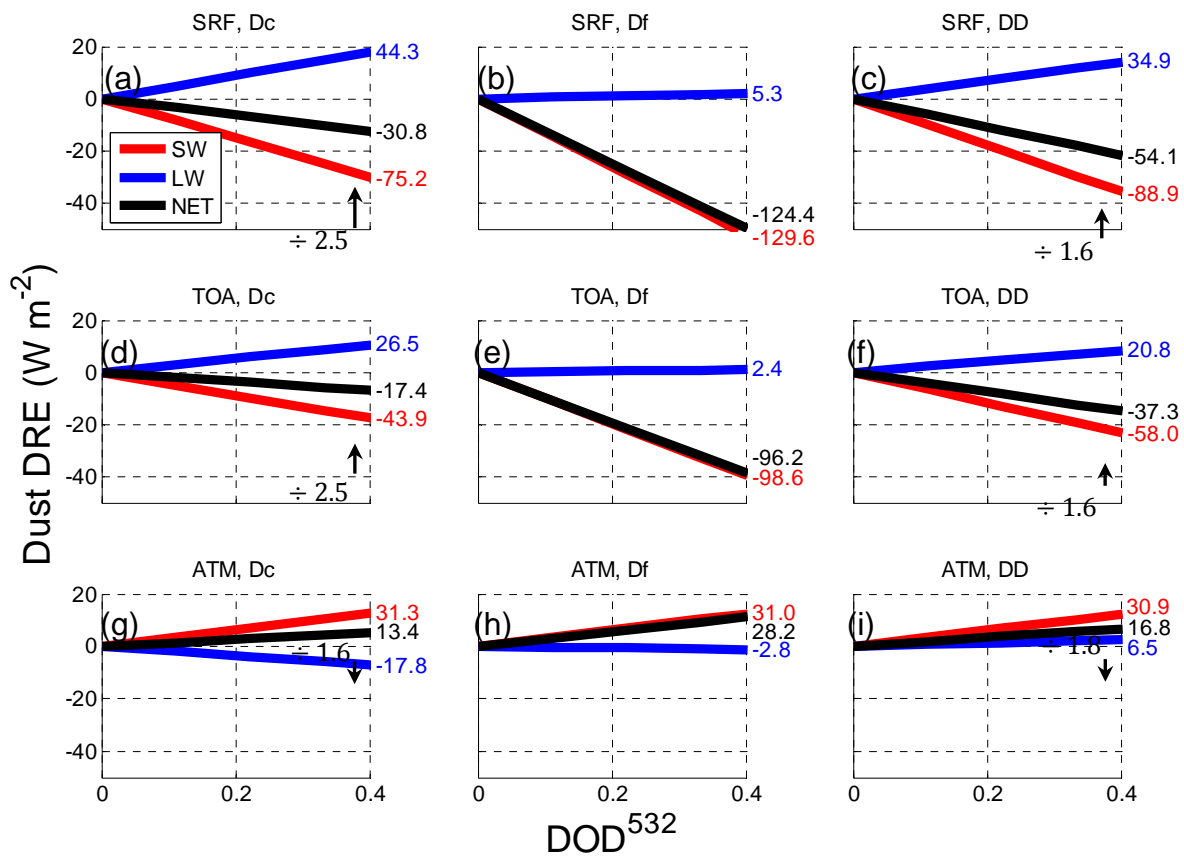 SRF, Dc
SRF, Df
SRF, DD
20
0
-20
-40
(a)
SW
LW
NET
44.3
-30.8
-75.2
÷ 2.5
(b)
5.3
-124.4
-129.6
(c)
34.9
-54.1
-88.9
÷ 1.6
TOA, Dc
TOA, Df
TOA, DD
20
0
-20
-40
(d)
26.5
-17.4
-43.9
÷ 2.5
(e)
2.4
-96.2
-98.6
(f)
20.8
-37.3
-58.0
÷ 1.6
ATM, Dc
ATM, Df
ATM, DD
20
0
-20
-40
(g)
31.3
13.4
÷ 1.6
-17.8
(h)
31.0
28.2
-2.8
(i)
30.9
16.8
÷ 1.8
6.5
0 0.2 0.4
0 0.2 0.4
0 0.2 0.4
Dust DRE (W m⁻²)
DOD⁵³²